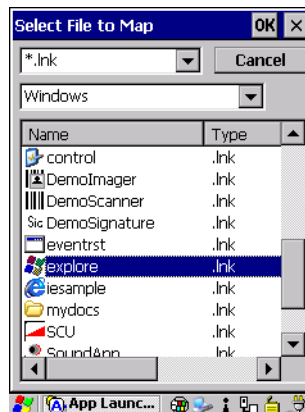 Select File to Map OK ×
*.lnk Cancel
Windows
Name Type
control .lnk
DemoImager .lnk
DemoScanner .lnk
Sic DemoSignature .lnk
eventrst .lnk
explore .lnk
iesample .lnk
mydocs .lnk
SCU .lnk
SoundApp .lnk
App Launc...